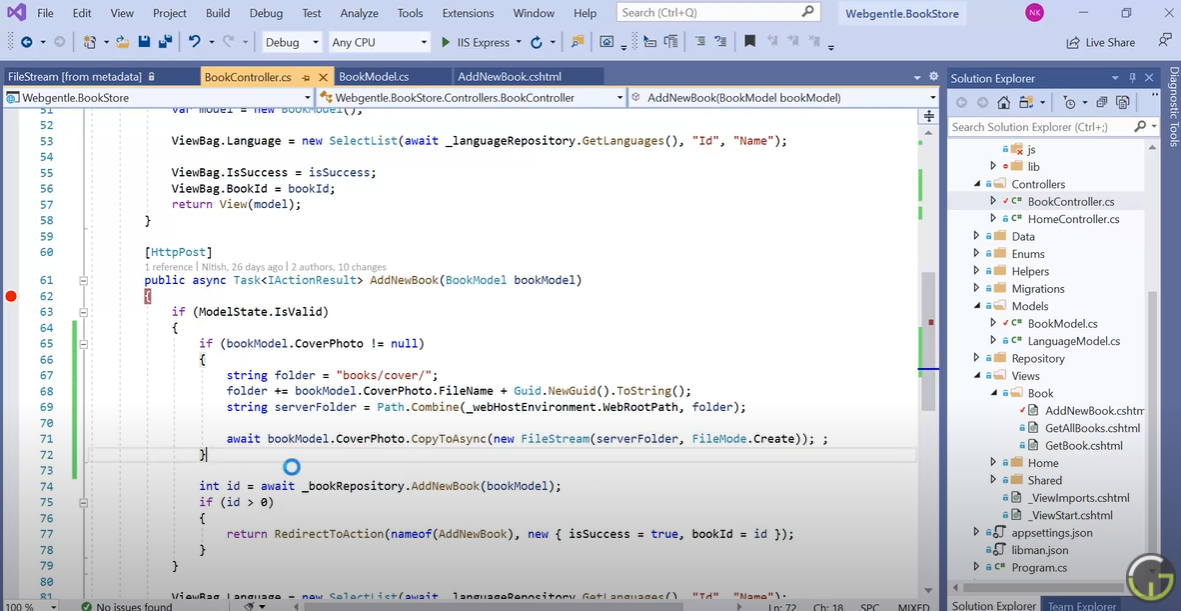 File Edit View Project Build Debug Test Analyze Tools Extensions Window Help Search (Ctrl+Q) Webgentle.BookStore NK
Debug Any CPU IIS Express Live Share
FileStream [from metadata] BookController.cs BookModel.cs AddNewBook.cshtml
Webgentle.BookStore Webgentle.BookStore.Controllers.BookController AddNewBook(BookModel bookModel)
51 var model = new BookModel();
52
53 ViewBag.Language = new SelectList(await _languageRepository.GetLanguages(), "Id", "Name");
54
55 ViewBag.IsSuccess = isSuccess;
56 ViewBag.BookId = bookId;
57 return View(model);
58 }
59
60 [HttpPost]
1 reference | Nitish, 26 days ago | 2 authors, 10 changes
61 public async Task<IActionResult> AddNewBook(BookModel bookModel)
62 {
63 if (ModelState.IsValid)
64 {
65 if (bookModel.CoverPhoto != null)
66 {
67 string folder = "books/cover/";
68 folder += bookModel.CoverPhoto.FileName + Guid.NewGuid().ToString();
69 string serverFolder = Path.Combine(_webHostEnvironment.WebRootPath, folder);
70
71 await bookModel.CoverPhoto.CopyToAsync(new FileStream(serverFolder, FileMode.Create)); ;
72 }
73
74 int id = await _bookRepository.AddNewBook(bookModel);
75 if (id > 0)
76 {
77 return RedirectToAction(nameof(AddNewBook), new { isSuccess = true, bookId = id });
78 }
79 }
80
81 ViewBag.Language = new SelectList(await _languageRepository.GetLanguages(), "Id", "Name");
100 % No issues found Ln: 72 Ch: 18 SPC MIXED
Solution Explorer
Search Solution Explorer (Ctrl+;)
js
lib
Controllers
C# BookController.cs
C# HomeController.cs
Data
Enums
Helpers
Migrations
Models
C# BookModel.cs
C# LanguageModel.cs
Repository
Views
Book
AddNewBook.cshtm
GetAllBooks.cshtml
GetBook.cshtml
Home
Shared
_ViewImports.cshtml
_ViewStart.cshtml
appsettings.json
libman.json
C# Program.cs
Solution Explorer Team Explorer
Diagnostic Tools